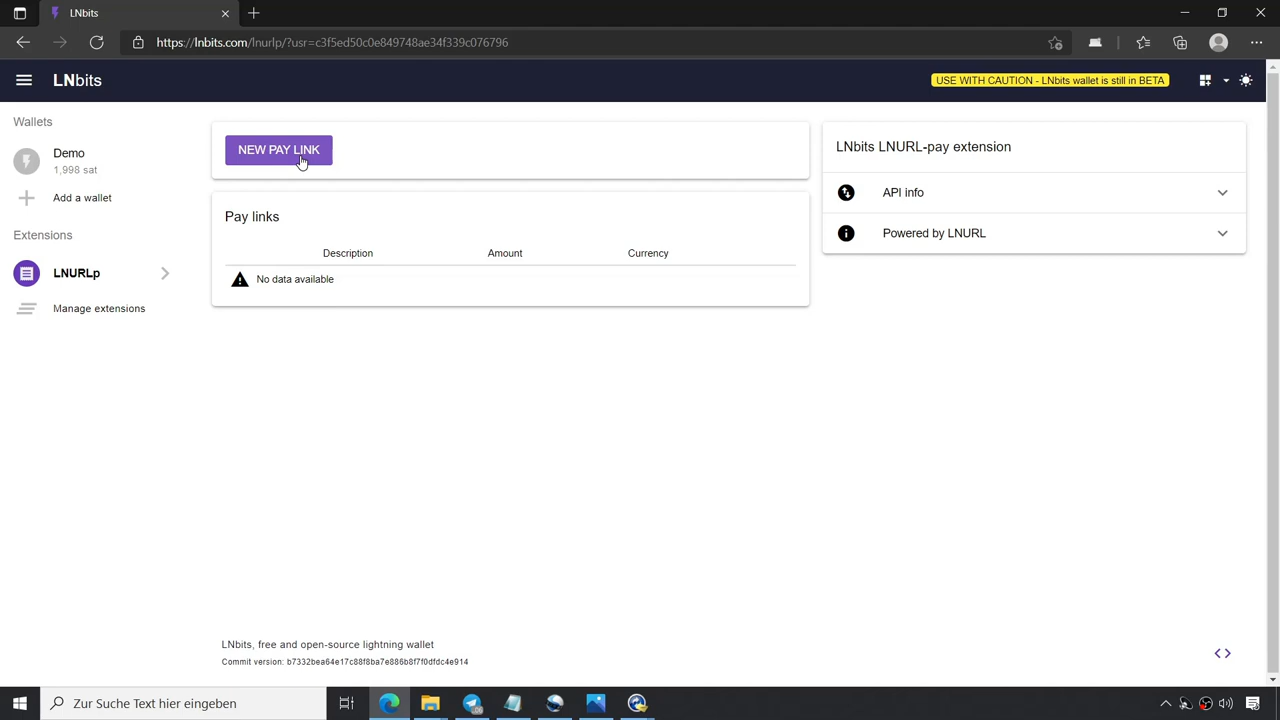 LNbits
https://lnbits.com/lnurlp/?usr=c3f5ed50c0e849748ae34f339c076796
LNbits
USE WITH CAUTION - LNbits wallet is still in BETA
Wallets
Demo
1,998 sat
Add a wallet
Extensions
LNURLp
Manage extensions
NEW PAY LINK
Pay links
Description Amount Currency
No data available
LNbits LNURL-pay extension
API info
Powered by LNURL
LNbits, free and open-source lightning wallet
Commit version: b7332bea64e17c88f8ba7e886b8f7f0dfdc4e914
Zur Suche Text hier eingeben